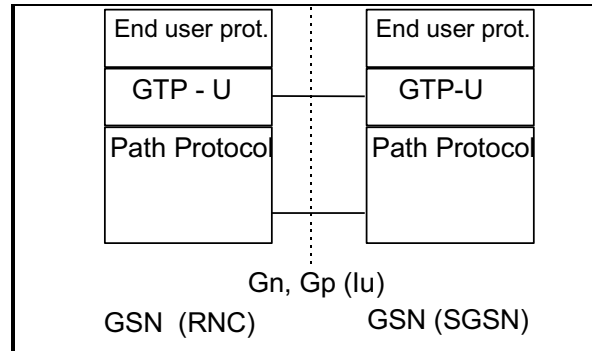 End user prot. End user prot.
GTP - U GTP-U
Path Protocol Path Protocol
Gn, Gp (Iu)
GSN (RNC) GSN (SGSN)